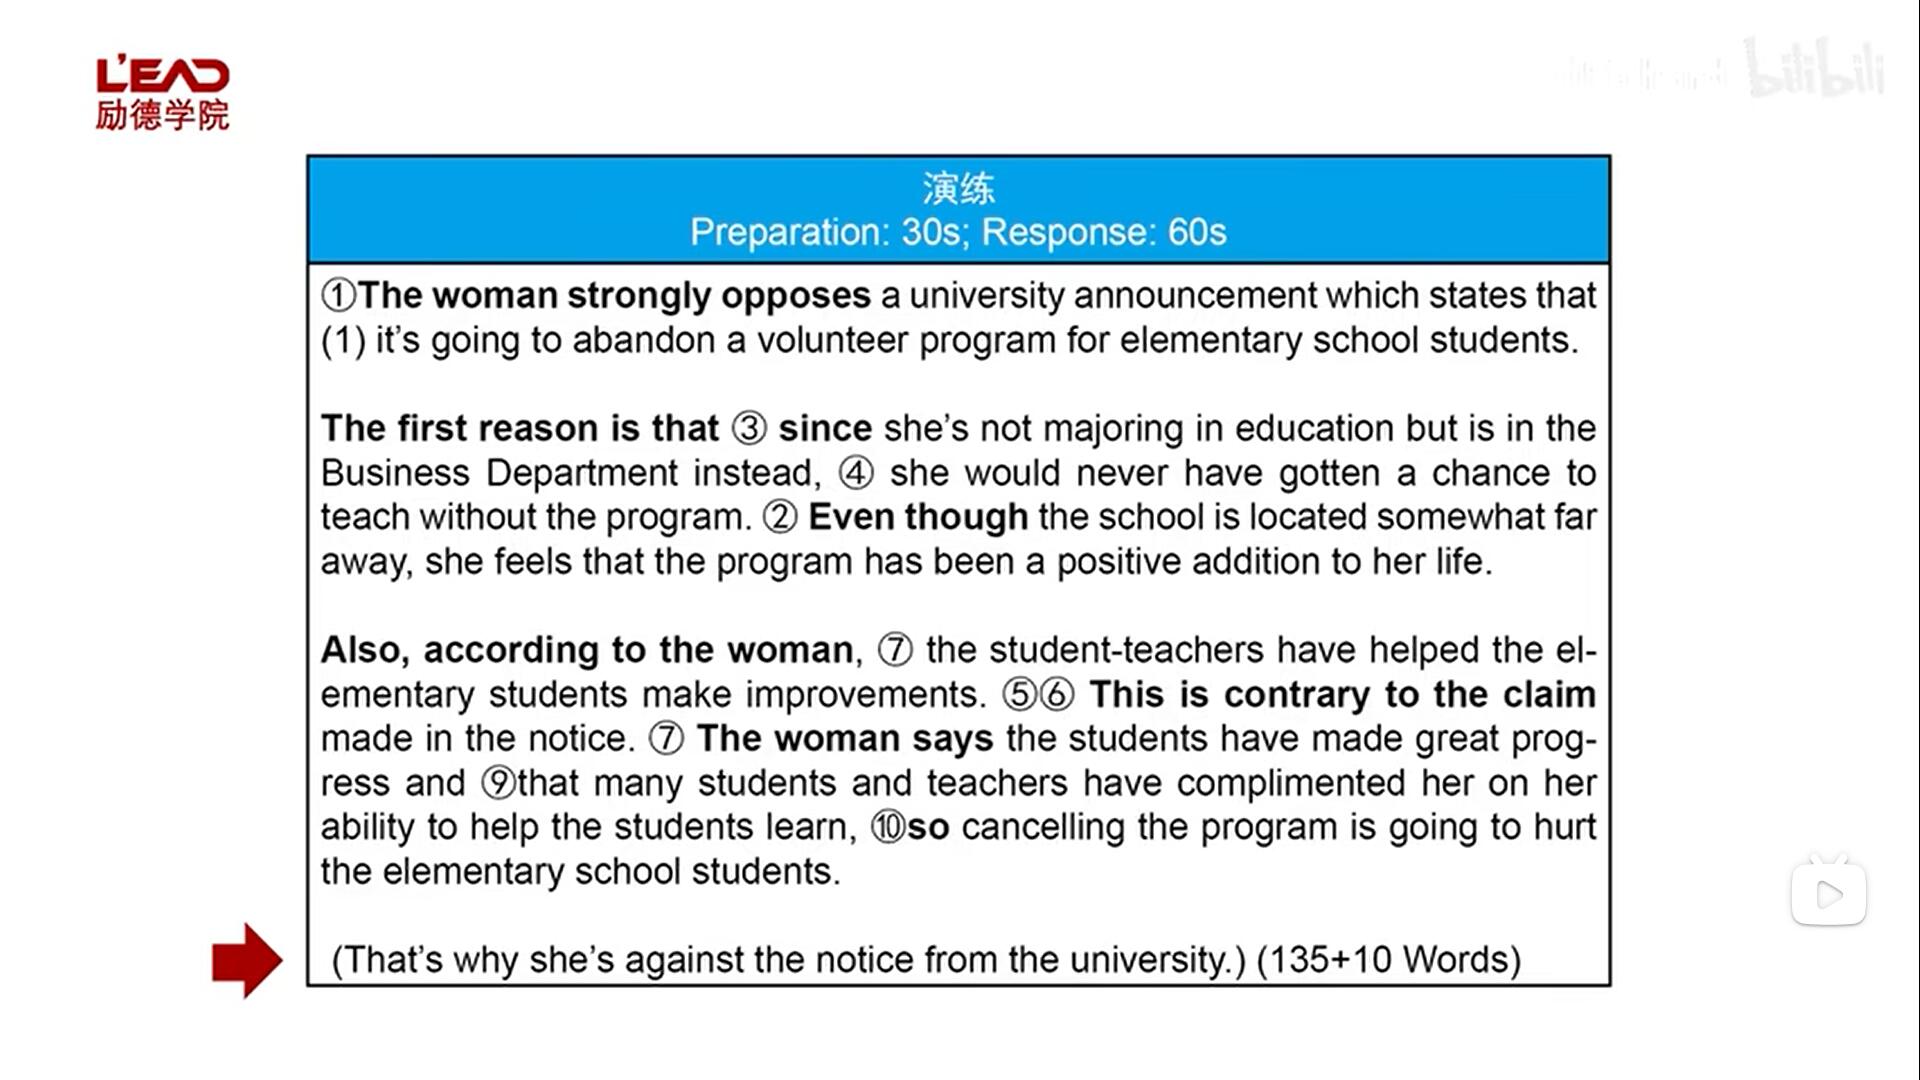 L'EAD
励德学院
bilibili
演练
Preparation: 30s; Response: 60s
①The woman strongly opposes a university announcement which states that
(1) it's going to abandon a volunteer program for elementary school students.
The first reason is that ③ since she's not majoring in education but is in the
Business Department instead, ④ she would never have gotten a chance to
teach without the program. ② Even though the school is located somewhat far
away, she feels that the program has been a positive addition to her life.
Also, according to the woman, ⑦ the student-teachers have helped the el-
ementary students make improvements. ⑤⑥ This is contrary to the claim
made in the notice. ⑦ The woman says the students have made great prog-
ress and ⑨that many students and teachers have complimented her on her
ability to help the students learn, ⑩so cancelling the program is going to hurt
the elementary school students.
(That's why she's against the notice from the university.) (135+10 Words)